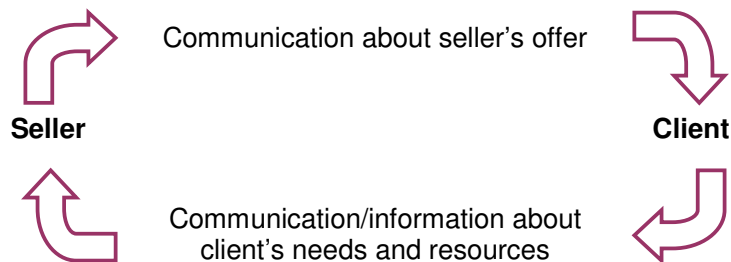 Communication about seller’s offer
Seller
Client
Communication/information about
client’s needs and resources